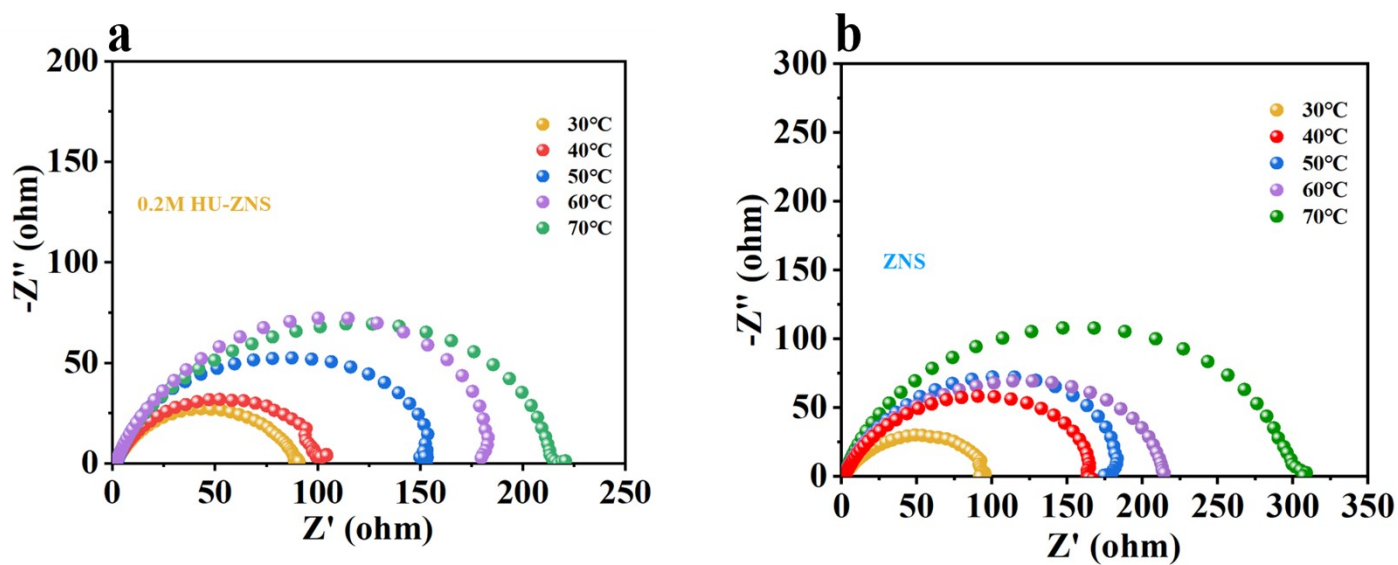 a
200
150
100
50
0
-Z" (ohm)
0 50 100 150 200 250
Z' (ohm)
0.2M HU-ZNS
30°C
40°C
50°C
60°C
70°C
b
300
250
200
150
100
50
0
-Z" (ohm)
0 50 100 150 200 250 300 350
Z' (ohm)
ZNS
30°C
40°C
50°C
60°C
70°C